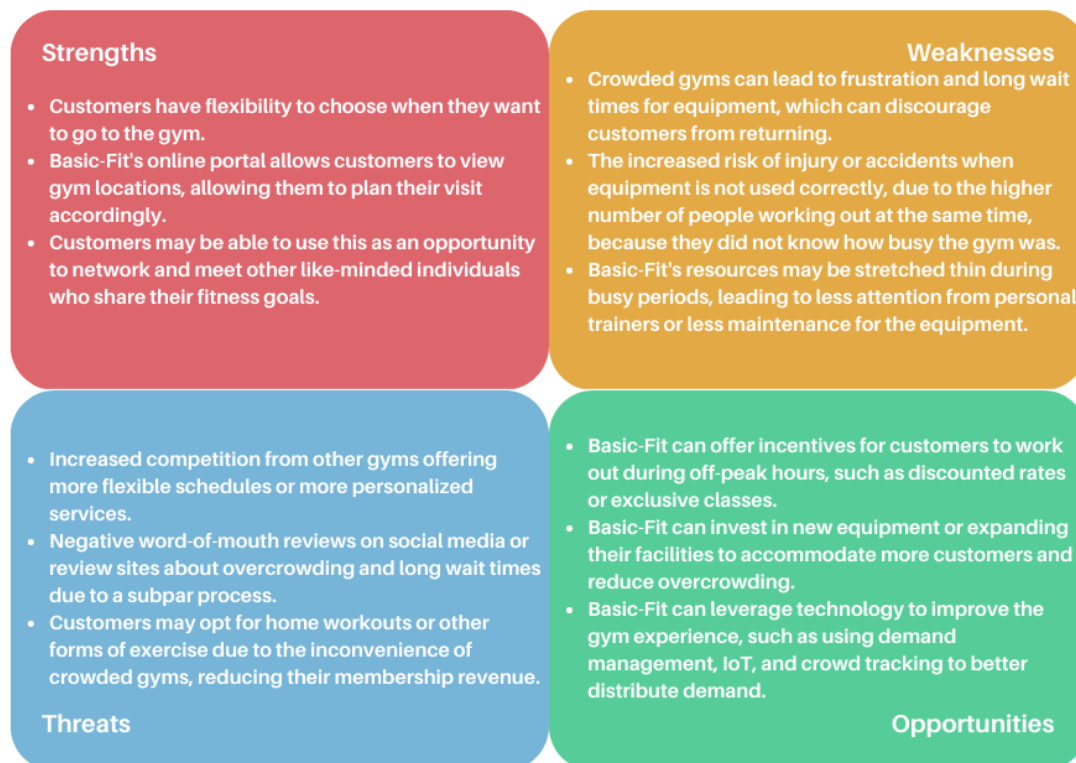 Strengths
• Customers have flexibility to choose when they want
to go to the gym.
• Basic-Fit's online portal allows customers to view
gym locations, allowing them to plan their visit
accordingly.
• Customers may be able to use this as an opportunity
to network and meet other like-minded individuals
who share their fitness goals.
Weaknesses
• Crowded gyms can lead to frustration and long wait
times for equipment, which can discourage
customers from returning.
• The increased risk of injury or accidents when
equipment is not used correctly, due to the higher
number of people working out at the same time,
because they did not know how busy the gym was.
• Basic-Fit's resources may be stretched thin during
busy periods, leading to less attention from personal
trainers or less maintenance for the equipment.
• Increased competition from other gyms offering
more flexible schedules or more personalized
services.
• Negative word-of-mouth reviews on social media or
review sites about overcrowding and long wait times
due to a subpar process.
• Customers may opt for home workouts or other
forms of exercise due to the inconvenience of
crowded gyms, reducing their membership revenue.
Threats
• Basic-Fit can offer incentives for customers to work
out during off-peak hours, such as discounted rates
or exclusive classes.
• Basic-Fit can invest in new equipment or expanding
their facilities to accommodate more customers and
reduce overcrowding.
• Basic-Fit can leverage technology to improve the
gym experience, such as using demand
management, IoT, and crowd tracking to better
distribute demand.
Opportunities